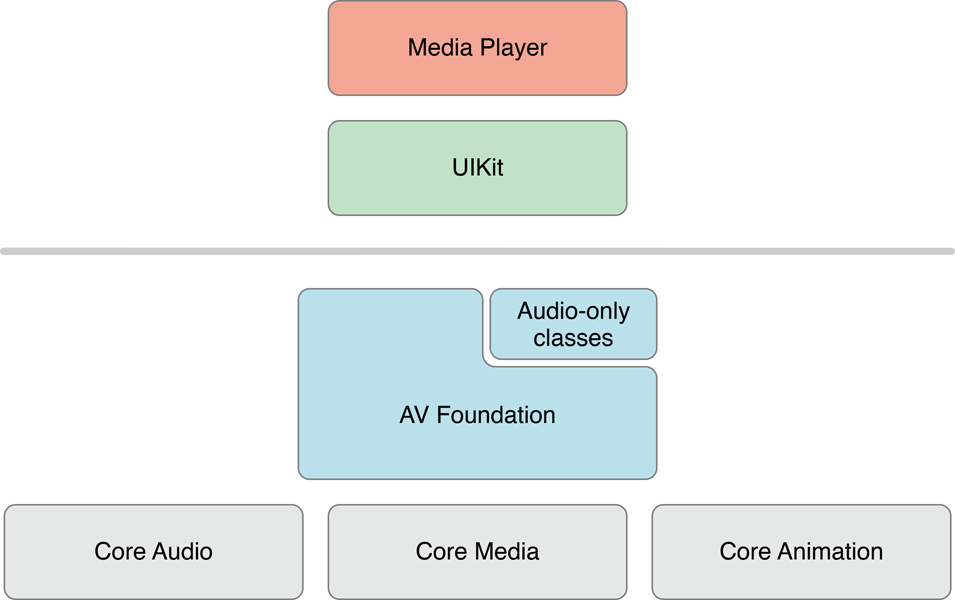 Media Player
UIKit
Audio-only
classes
AV Foundation
Core Audio
Core Media
Core Animation